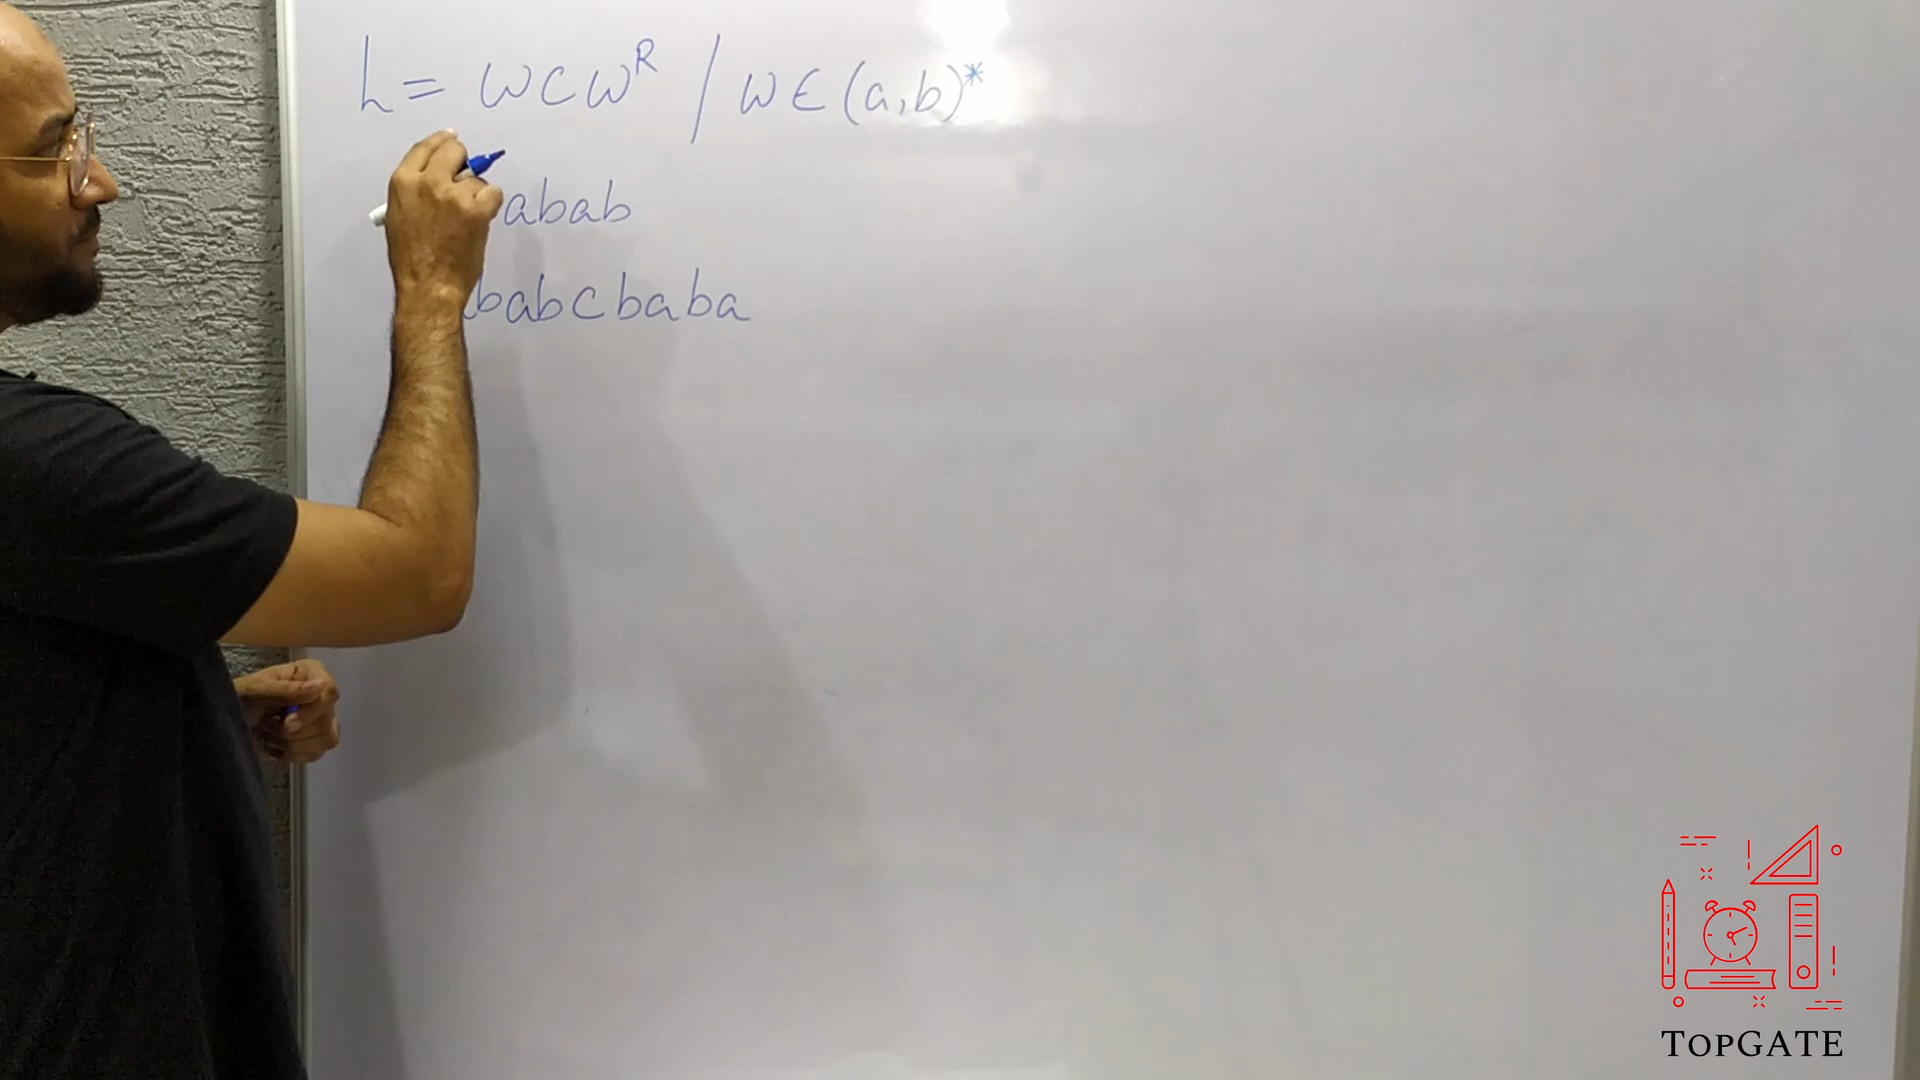 L = wcw^R / w ∈ (a,b)*
abab
babcbaba
TOPGATE